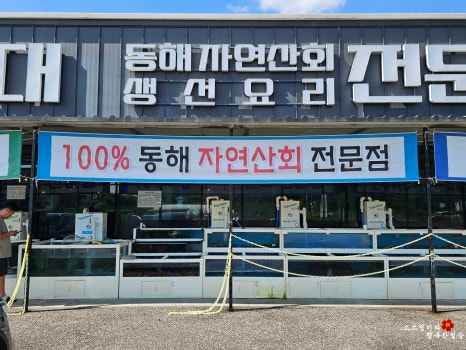 대 동해 자연산회 전문
생선요리
100% 동해 자연산회 전문점